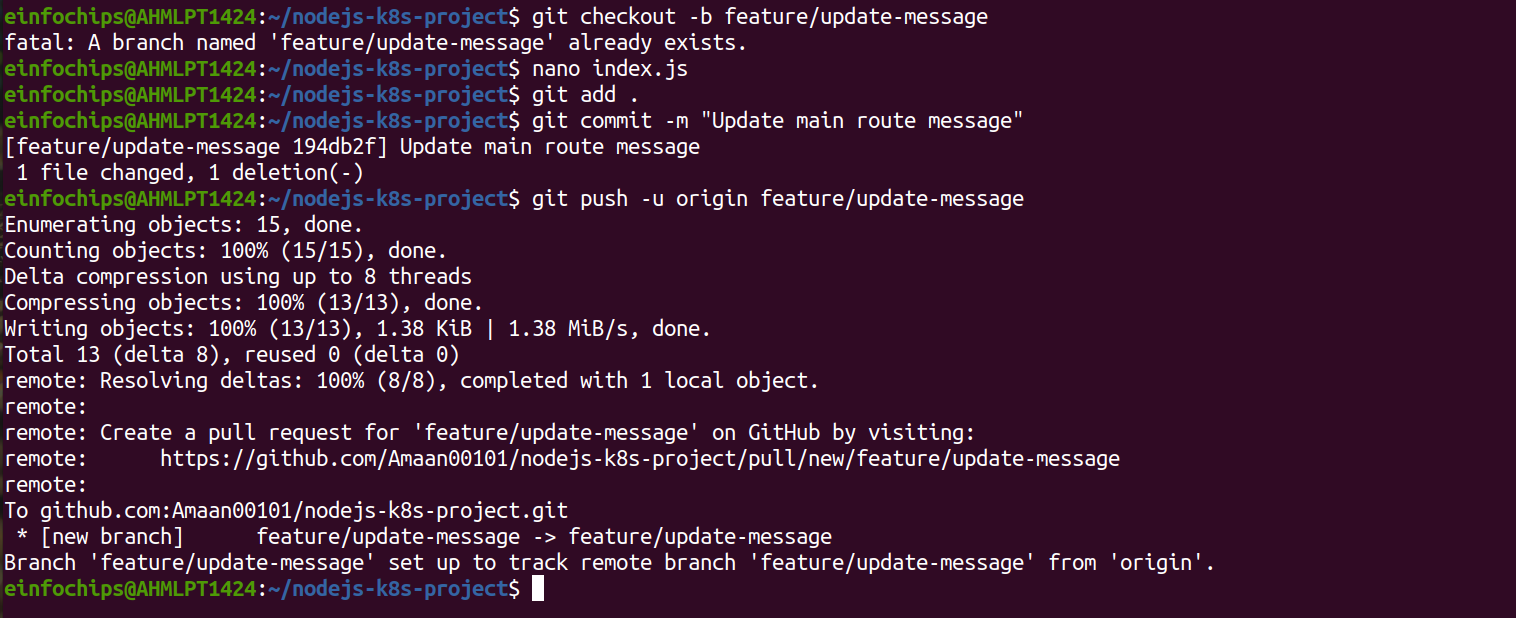 einfochips@AHMLPT1424:~/nodejs-k8s-project$ git checkout -b feature/update-message
fatal: A branch named 'feature/update-message' already exists.
einfochips@AHMLPT1424:~/nodejs-k8s-project$ nano index.js
einfochips@AHMLPT1424:~/nodejs-k8s-project$ git add .
einfochips@AHMLPT1424:~/nodejs-k8s-project$ git commit -m "Update main route message"
[feature/update-message 194db2f] Update main route message
 1 file changed, 1 deletion(-)
einfochips@AHMLPT1424:~/nodejs-k8s-project$ git push -u origin feature/update-message
Enumerating objects: 15, done.
Counting objects: 100% (15/15), done.
Delta compression using up to 8 threads
Compressing objects: 100% (13/13), done.
Writing objects: 100% (13/13), 1.38 KiB | 1.38 MiB/s, done.
Total 13 (delta 8), reused 0 (delta 0)
remote: Resolving deltas: 100% (8/8), completed with 1 local object.
remote:
remote: Create a pull request for 'feature/update-message' on GitHub by visiting:
remote:      https://github.com/Amaan00101/nodejs-k8s-project/pull/new/feature/update-message
remote:
To github.com:Amaan00101/nodejs-k8s-project.git
 * [new branch]      feature/update-message -> feature/update-message
Branch 'feature/update-message' set up to track remote branch 'feature/update-message' from 'origin'.
einfochips@AHMLPT1424:~/nodejs-k8s-project$